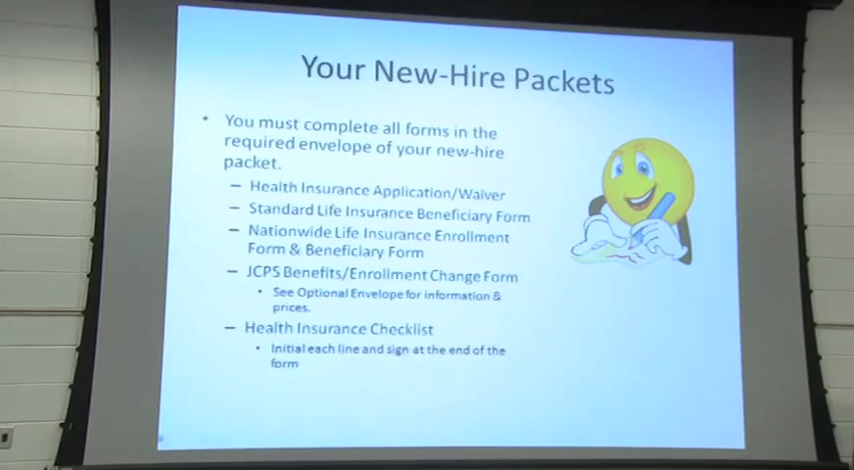 Your New-Hire Packets
• You must complete all forms in the
required envelope of your new-hire
packet.
– Health Insurance Application/Waiver
– Standard Life Insurance Beneficiary Form
– Nationwide Life Insurance Enrollment
Form & Beneficiary Form
– JCPS Benefits/Enrollment Change Form
• See Optional Envelope for information &
prices.
– Health Insurance Checklist
• Initial each line and sign at the end of the
form